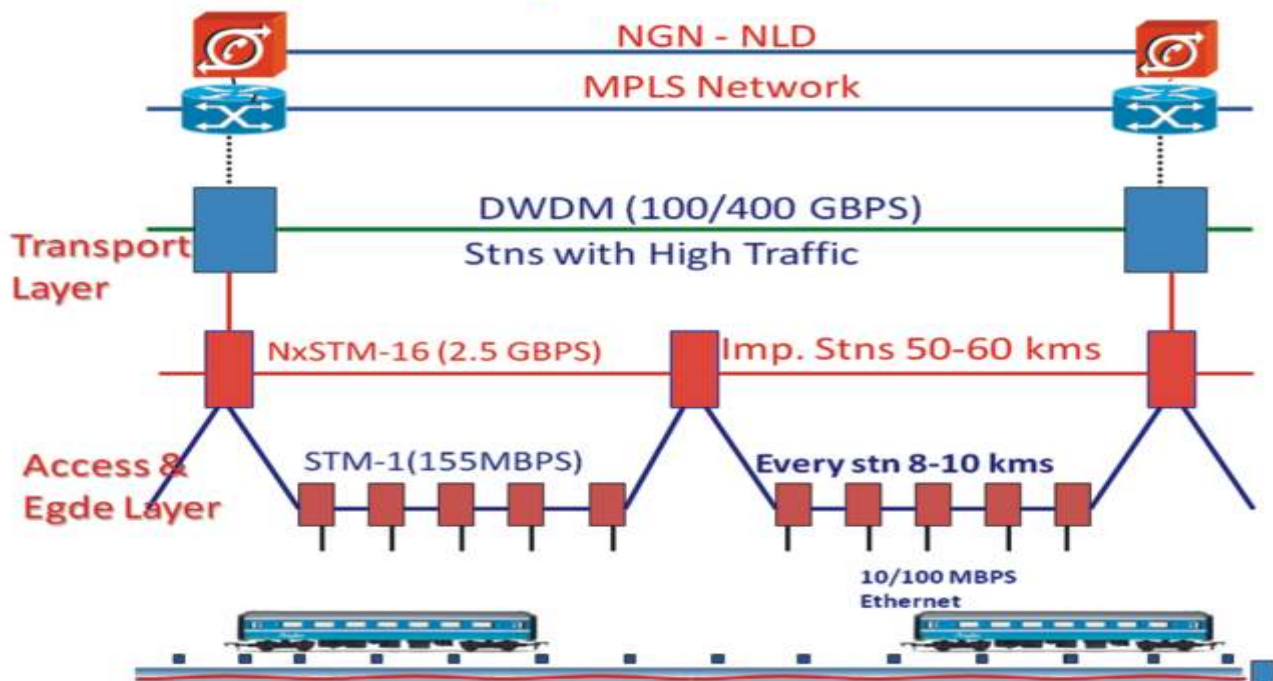 NGN - NLD
MPLS Network
DWDM (100/400 GBPS)
Transport
Layer
Stns with High Traffic
NxSTM-16 (2.5 GBPS)
Imp. Stns 50-60 kms
Access &
Egde Layer
STM-1(155MBPS)
Every stn 8-10 kms
10/100 MBPS
Ethernet